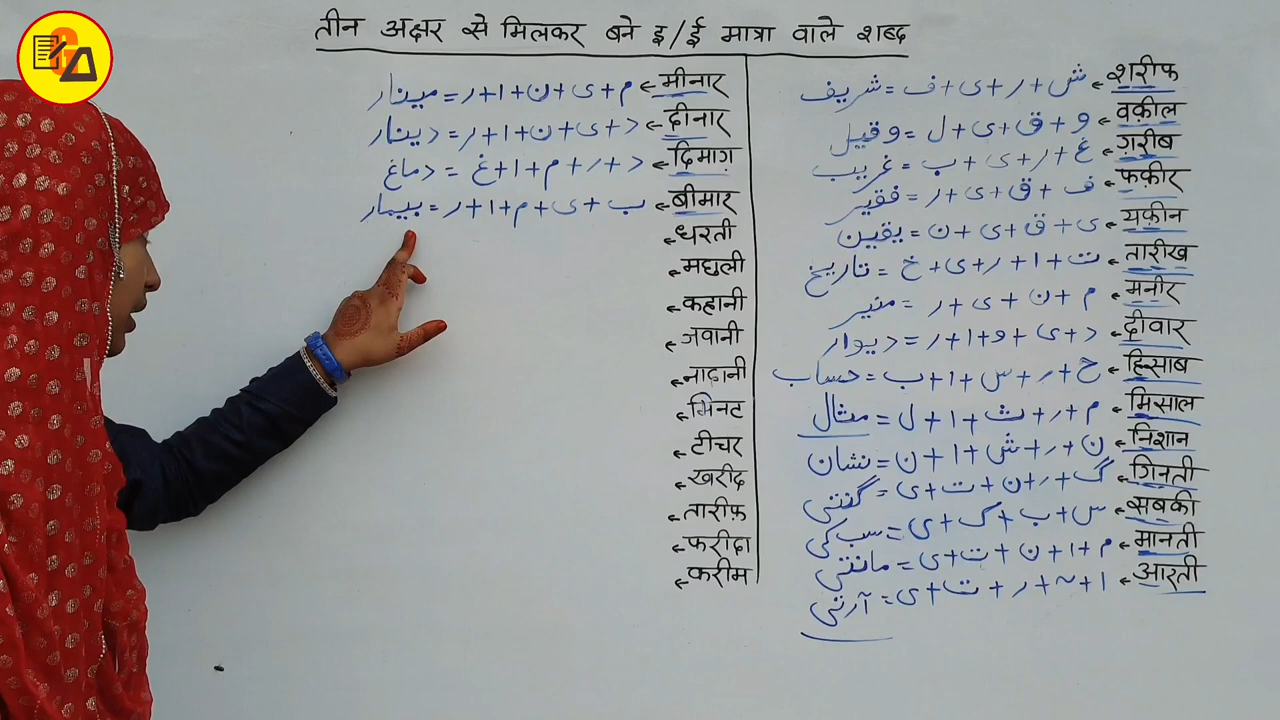 तीन अक्षर से मिलकर बने इ/ई मात्रा वाले शब्द
शरीफ ← ش+ر+ی+ف=شریف
वक़ील ← و+ق+ی+ل=وقیل
ग़रीब ← غ+ر+ی+ب=غریب
फक़ीर ← ف+ق+ی+ر=فقیر
यक़ीन ← ی+ق+ی+ن=یقین
तारीख़ ← ت+ا+ر+ی+خ=تاریخ
मनीर ← م+ن+ی+ر=منیر
दीवार ← د+ی+و+ا+ر=دیوار
हिसाब ← ح+ر+س+ا+ب=حساب
मिसाल ← م+ر+ث+ا+ل=مثال
निशान ← ن+ر+ش+ا+ن=نشان
गिनती ← گ+ر+ن+ت+ی=گنتی
सबकी ← س+ب+ک+ی=سب کی
मानती ← م+ا+ن+ت+ی=مانتی
आरती ← ا+~+ر+ت+ی=آرتی
मीनार ← م+ی+ن+ا+ر=مینار
दीनार ← د+ی+ن+ا+ر=دینار
दिमाग़ ← د+ر+م+ا+غ=دماغ
बीमार ← ب+ی+م+ا+ر=بیمار
धरती ←
मछली ←
कहानी ←
जवानी ←
नादानी ←
मिनट ←
टीचर ←
खरीद ←
तारीफ़ ←
फरीदा ←
करीम ←